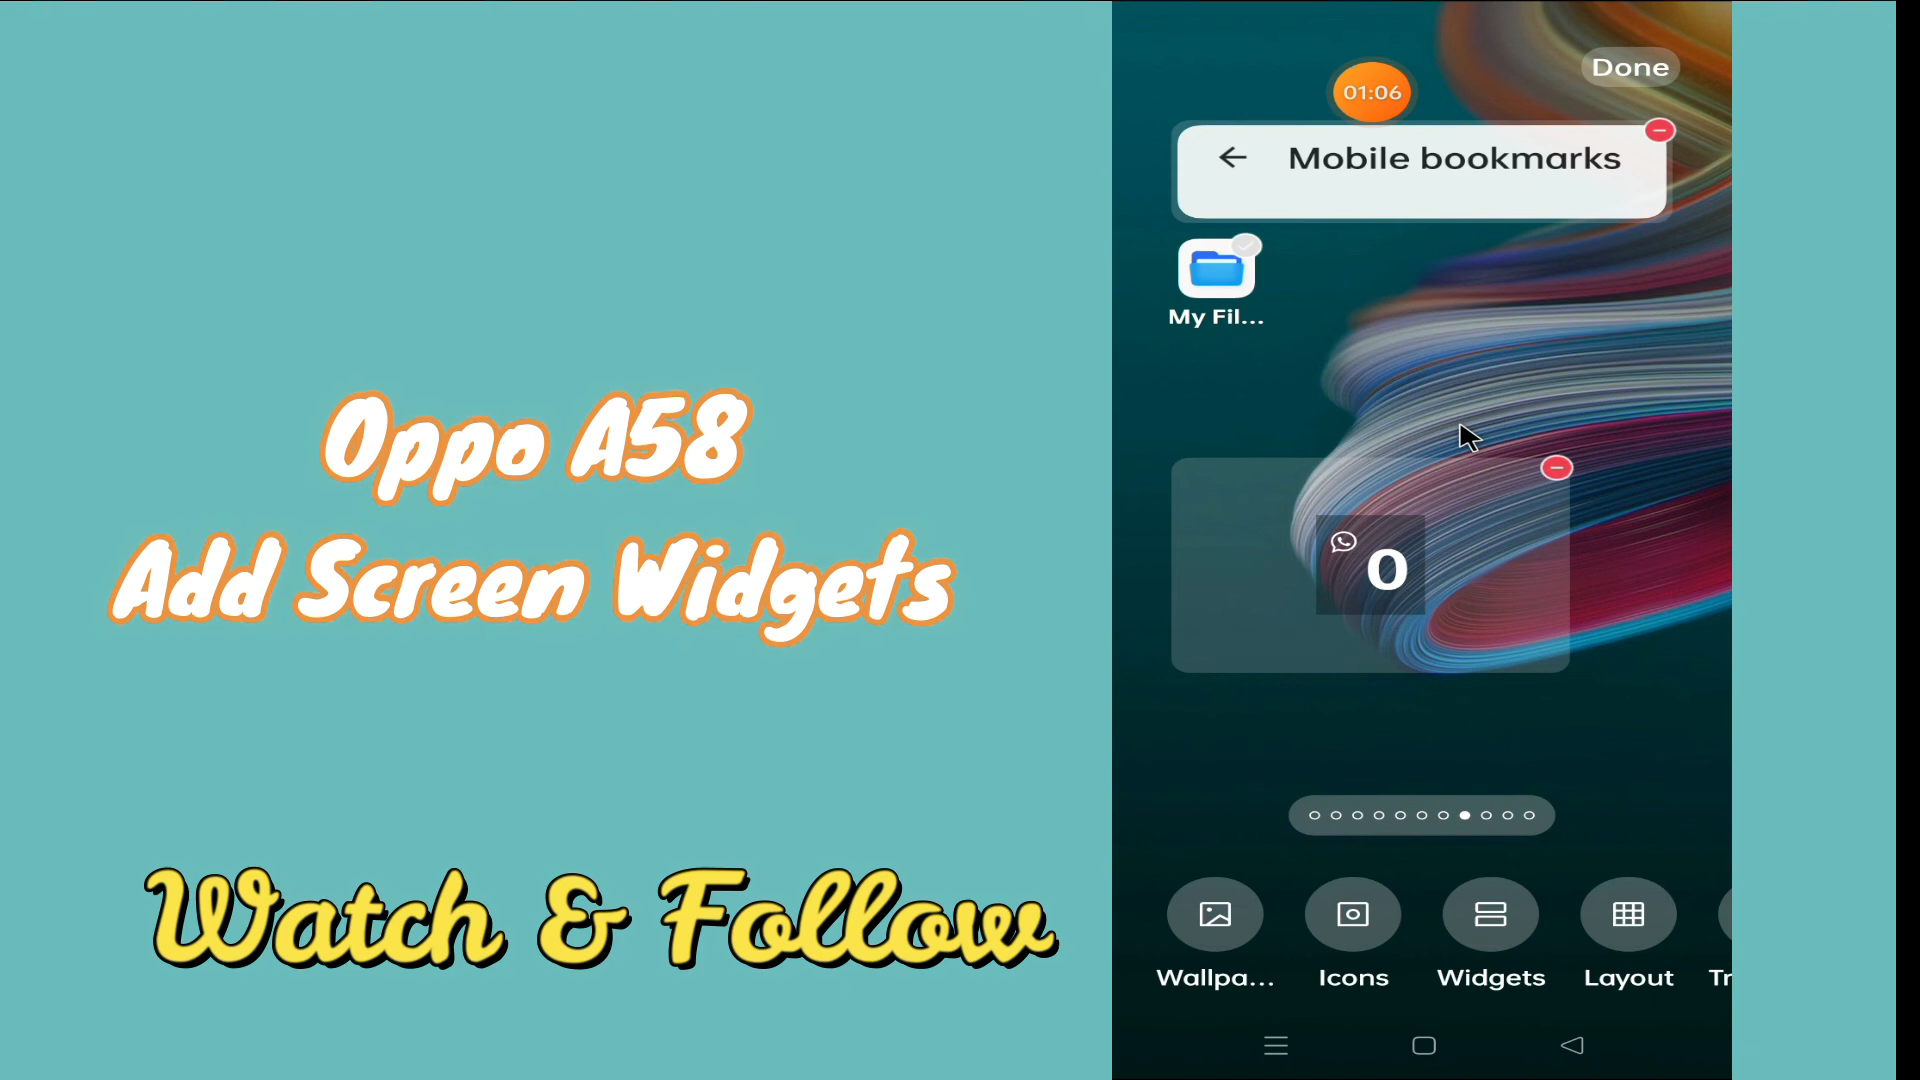 Oppo A58
Add Screen Widgets
Watch & Follow
Done
01:06
Mobile bookmarks
My Fil...
0
Wallpa...
Icons
Widgets
Layout
Tr